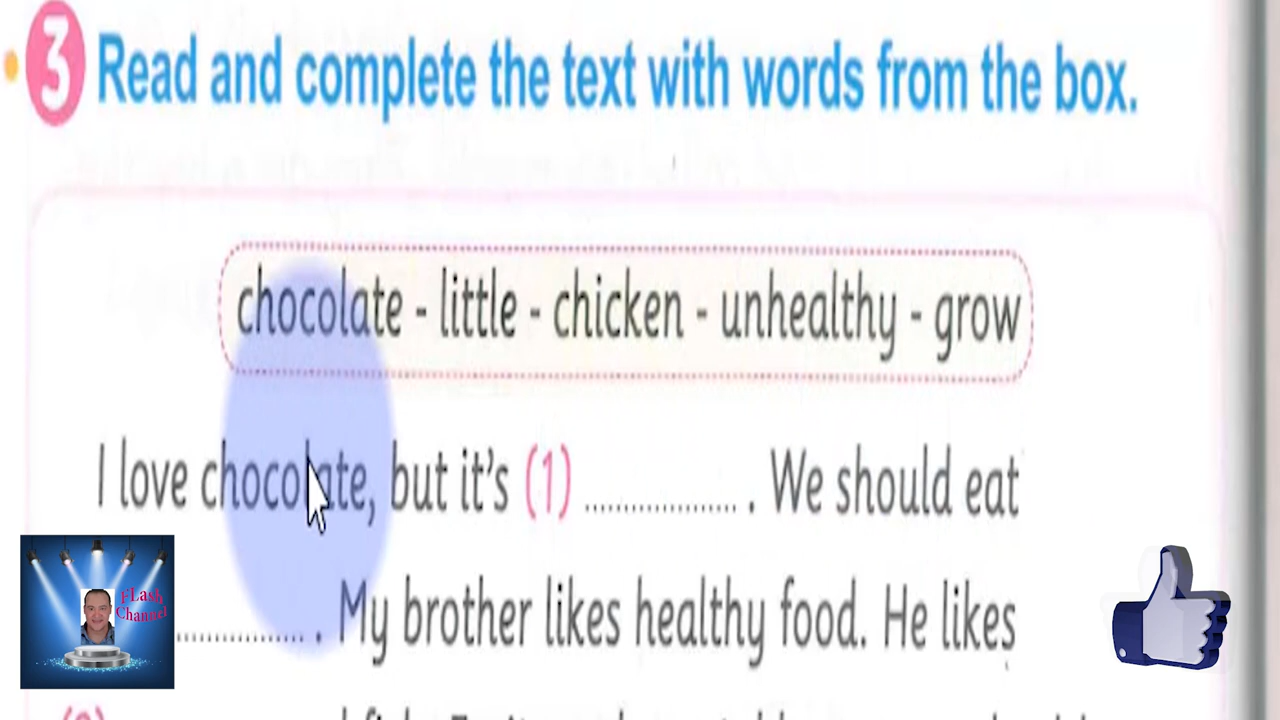 3 Read and complete the text with words from the box.
chocolate - little - chicken - unhealthy - grow
I love chocolate, but it's (1) .................... . We should eat
.................. . My brother likes healthy food. He likes
FLash
Channel